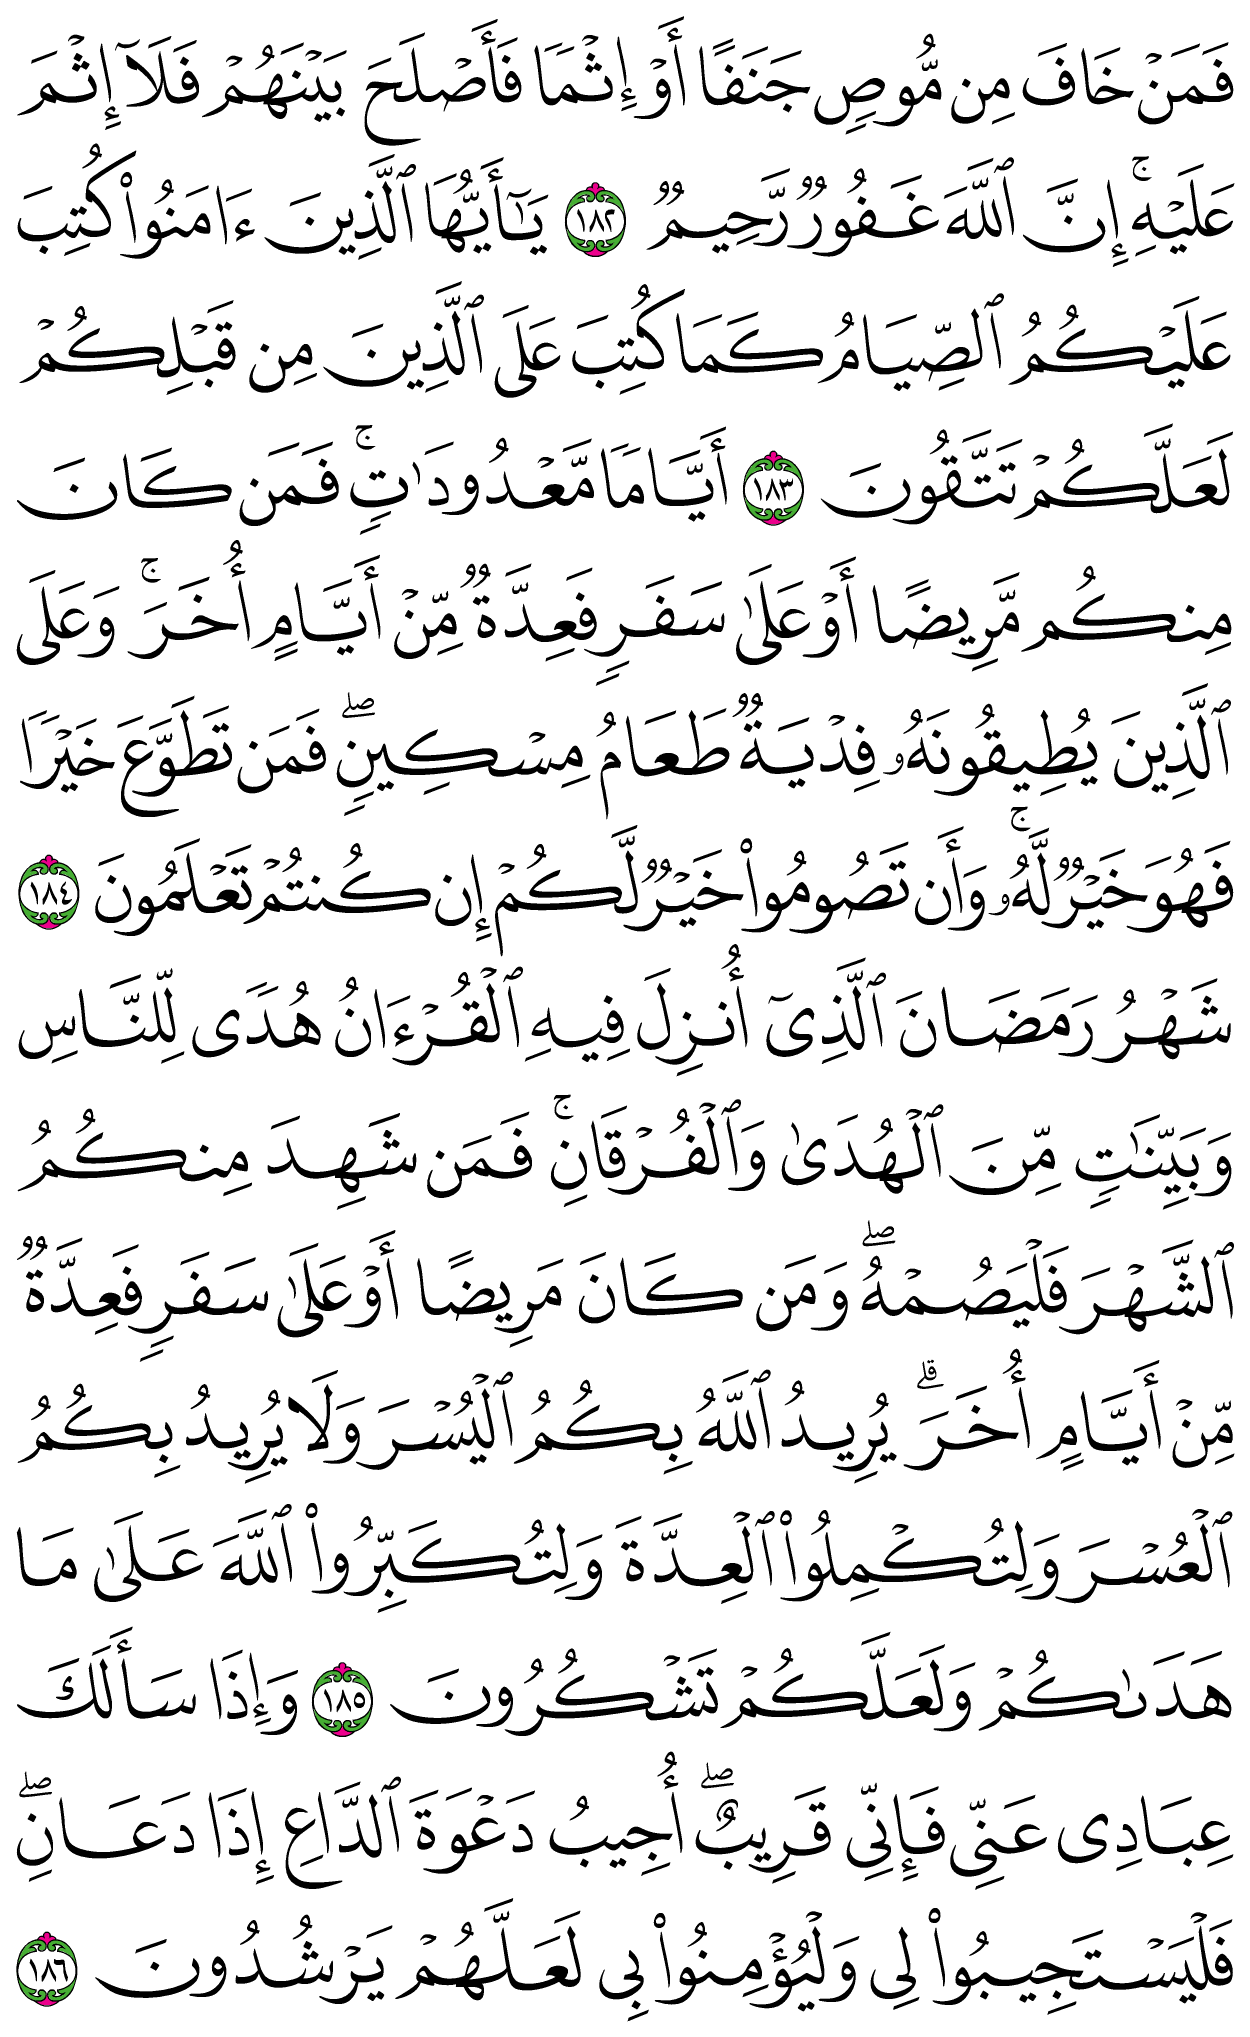 فَمَنْ خَافَ مِن مُّوصٍ جَنَفًا أَوْ إِثْمًا فَأَصْلَحَ بَيْنَهُمْ فَلَآ إِثْمَ
عَلَيْهِ ۚ إِنَّ ٱللَّهَ غَفُورٌ رَّحِيمٌ ١٨٢ يَـٰٓأَيُّهَا ٱلَّذِينَ ءَامَنُوا۟ كُتِبَ
عَلَيْكُمُ ٱلصِّيَامُ كَمَا كُتِبَ عَلَى ٱلَّذِينَ مِن قَبْلِكُمْ
لَعَلَّكُمْ تَتَّقُونَ ١٨٣ أَيَّامًا مَّعْدُودَٰتٍ ۚ فَمَن كَانَ
مِنكُم مَّرِيضًا أَوْ عَلَىٰ سَفَرٍ فَعِدَّةٌ مِّنْ أَيَّامٍ أُخَرَ ۚ وَعَلَى
ٱلَّذِينَ يُطِيقُونَهُۥ فِدْيَةٌ طَعَامُ مِسْكِينٍ ۖ فَمَن تَطَوَّعَ خَيْرًا
فَهُوَ خَيْرٌ لَّهُۥ ۚ وَأَن تَصُومُوا۟ خَيْرٌ لَّكُمْ إِن كُنتُمْ تَعْلَمُونَ ١٨٤
شَهْرُ رَمَضَانَ ٱلَّذِىٓ أُنزِلَ فِيهِ ٱلْقُرْءَانُ هُدًى لِّلنَّاسِ
وَبَيِّنَـٰتٍ مِّنَ ٱلْهُدَىٰ وَٱلْفُرْقَانِ ۚ فَمَن شَهِدَ مِنكُمُ
ٱلشَّهْرَ فَلْيَصُمْهُ ۖ وَمَن كَانَ مَرِيضًا أَوْ عَلَىٰ سَفَرٍ فَعِدَّةٌ
مِّنْ أَيَّامٍ أُخَرَ ۗ يُرِيدُ ٱللَّهُ بِكُمُ ٱلْيُسْرَ وَلَا يُرِيدُ بِكُمُ
ٱلْعُسْرَ وَلِتُكْمِلُوا۟ ٱلْعِدَّةَ وَلِتُكَبِّرُوا۟ ٱللَّهَ عَلَىٰ مَا
هَدَىٰكُمْ وَلَعَلَّكُمْ تَشْكُرُونَ ١٨٥ وَإِذَا سَأَلَكَ
عِبَادِى عَنِّى فَإِنِّى قَرِيبٌ ۖ أُجِيبُ دَعْوَةَ ٱلدَّاعِ إِذَا دَعَانِ ۖ
فَلْيَسْتَجِيبُوا۟ لِى وَلْيُؤْمِنُوا۟ بِى لَعَلَّهُمْ يَرْشُدُونَ ١٨٦